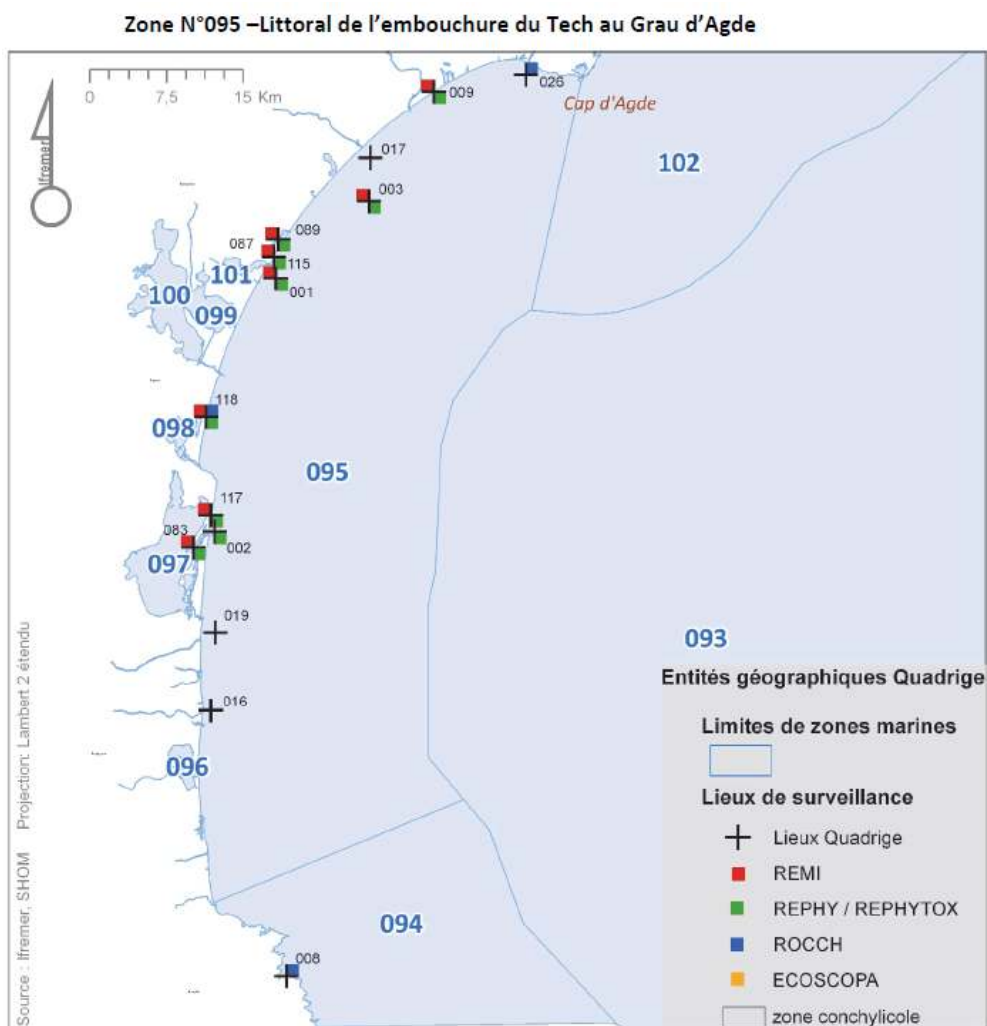 Zone N°095 –Littoral de l’embouchure du Tech au Grau d’Agde
0 7,5 15 Km
Ifremer
026
009
Cap d'Agde
017
102
003
089
087
115
101
001
100
099
118
098
095
117
083
002
097
019
093
016
096
094
008
Entités géographiques Quadrige
Limites de zones marines
Lieux de surveillance
Lieux Quadrige
REMI
REPHY / REPHYTOX
ROCCH
ECOSCOPA
zone conchylicole
Source : Ifremer, SHOM Projection: Lambert 2 étendu